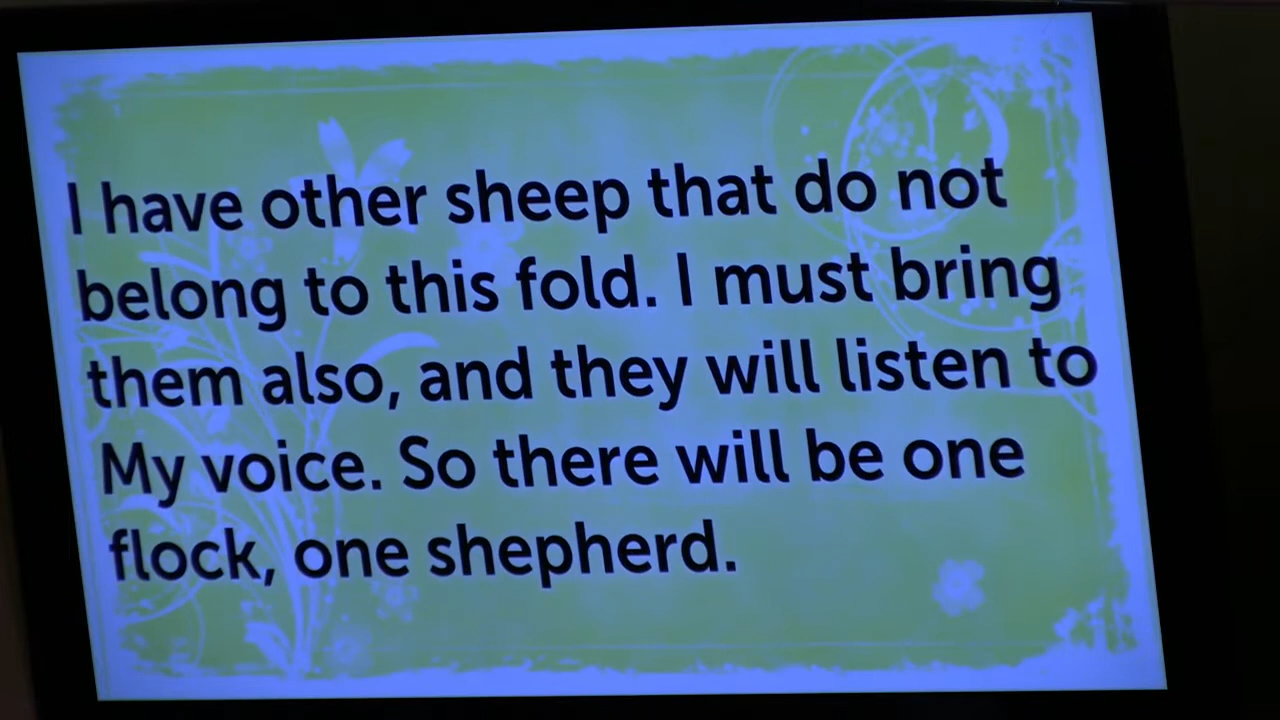 I have other sheep that do not
belong to this fold. I must bring
them also, and they will listen to
My voice. So there will be one
flock, one shepherd.